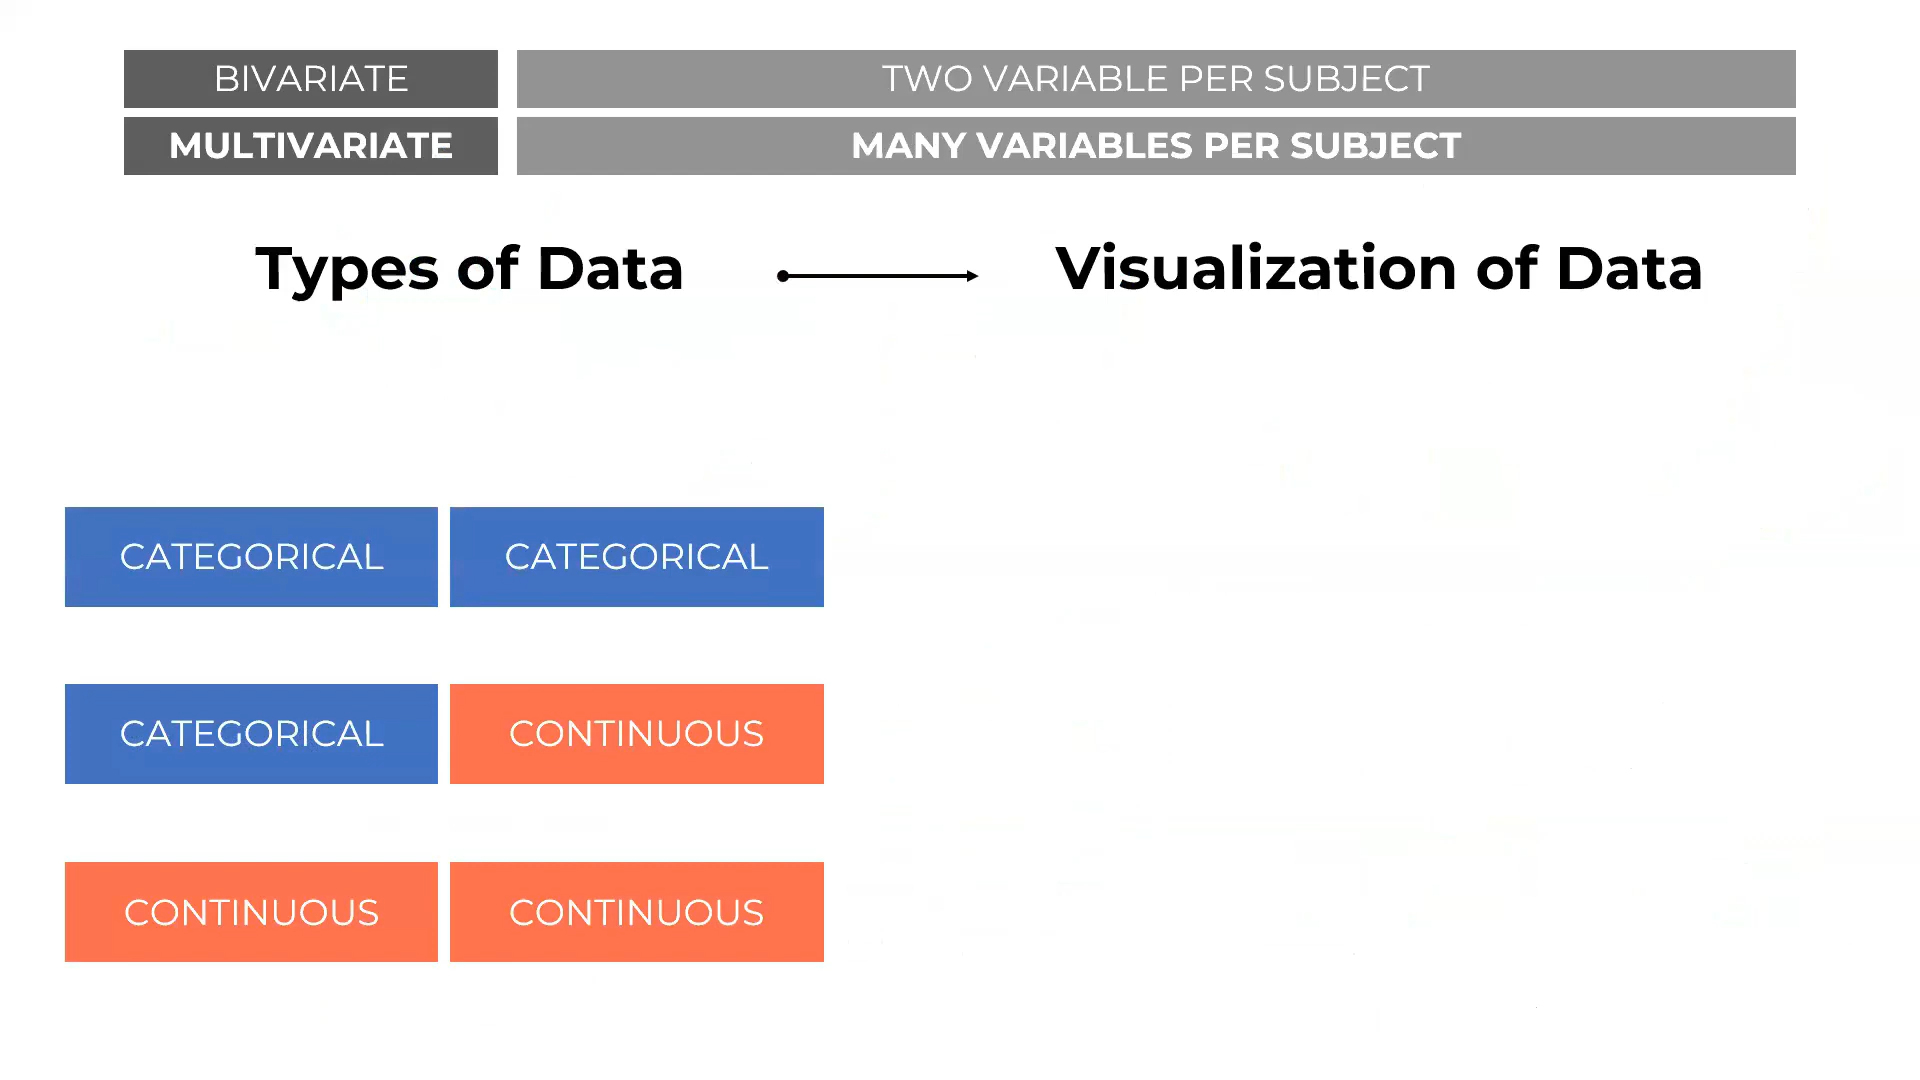 BIVARIATE TWO VARIABLE PER SUBJECT
MULTIVARIATE MANY VARIABLES PER SUBJECT
Types of Data Visualization of Data
CATEGORICAL CATEGORICAL
CATEGORICAL CONTINUOUS
CONTINUOUS CONTINUOUS